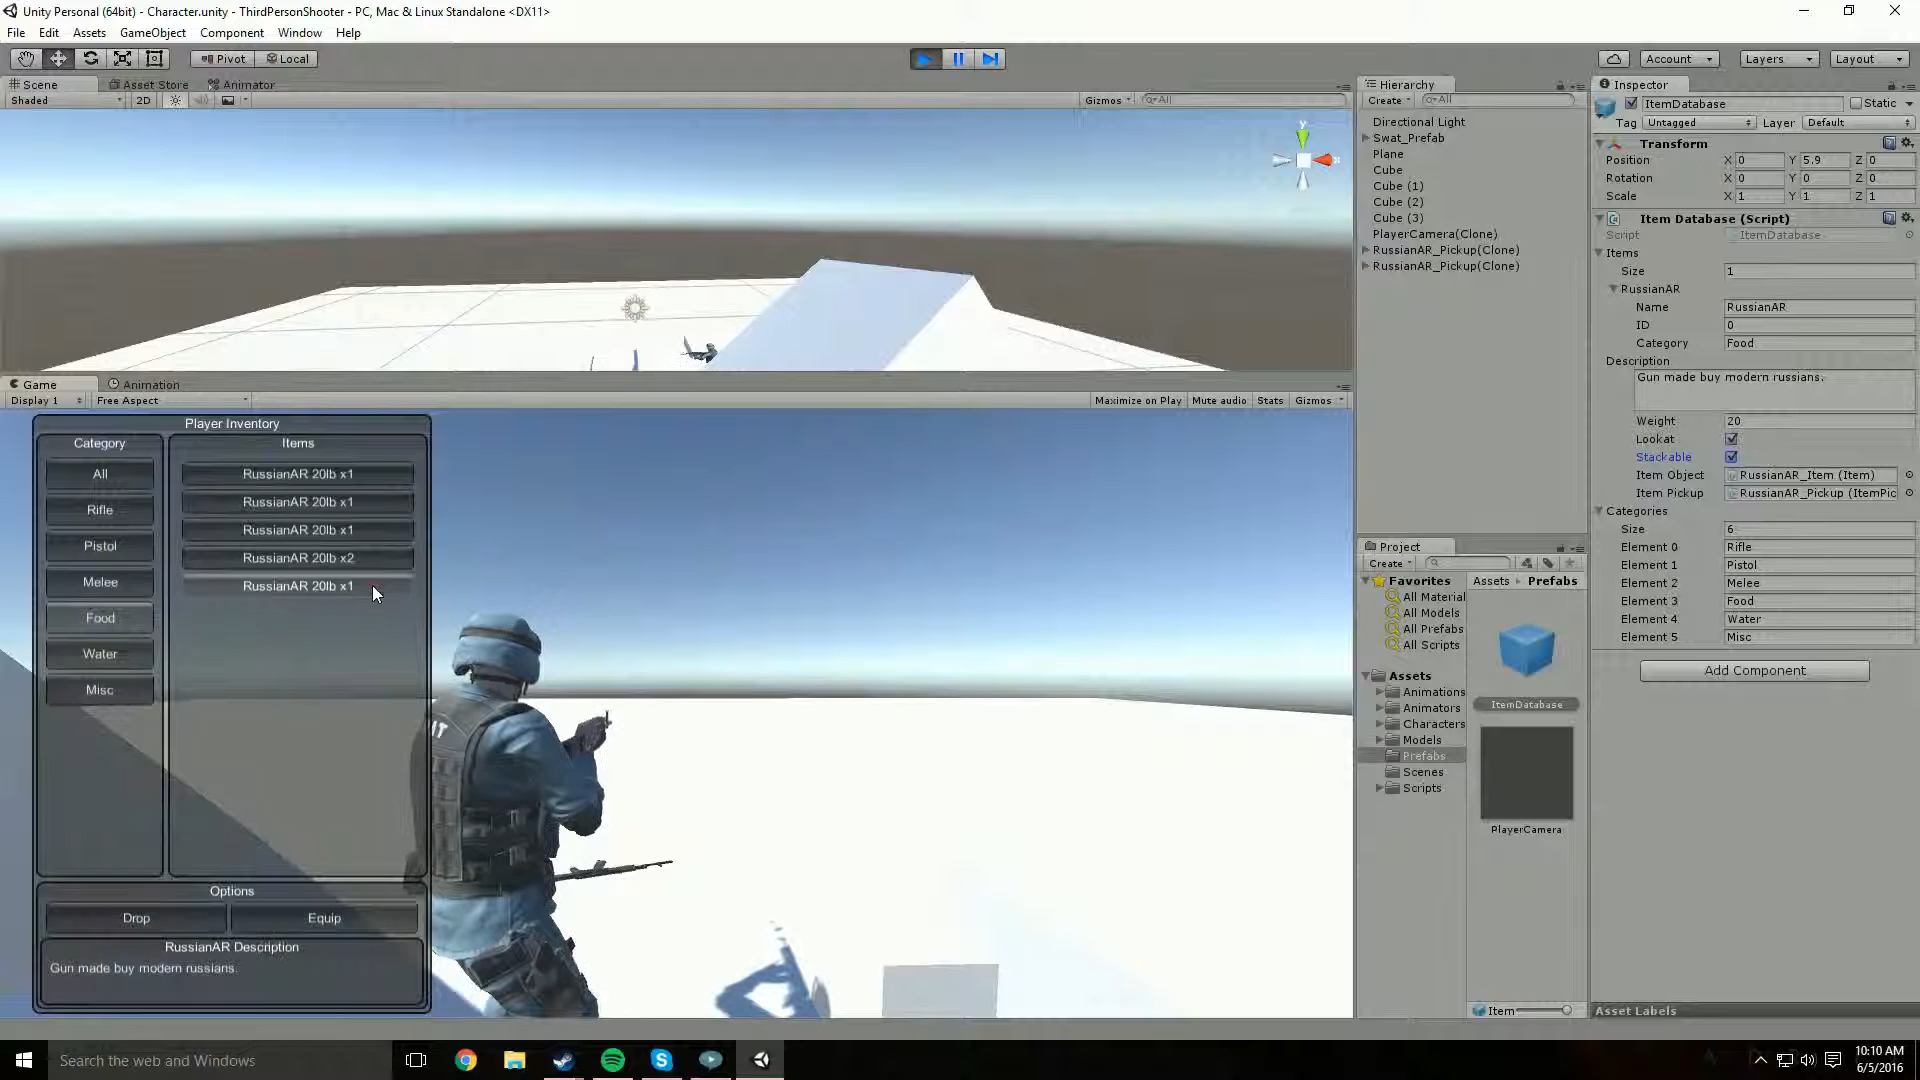 Unity Personal (64bit) - Character.unity - ThirdPersonShooter - PC, Mac & Linux Standalone <DX11>
File Edit Assets GameObject Component Window Help
Pivot Local Account Layers Layout
Scene Asset Store Animator
Shaded 2D Gizmos All
y
x
Game Animation
Display 1 Free Aspect Maximize on Play Mute audio Stats Gizmos
Player Inventory
Category Items
All
Rifle
Pistol
Melee
Food
Water
Misc
RussianAR 20lb x1
RussianAR 20lb x1
RussianAR 20lb x1
RussianAR 20lb x2
RussianAR 20lb x1
Options
Drop Equip
RussianAR Description
Gun made buy modern russians.
IT
Hierarchy
Create All
Directional Light
Swat_Prefab
Plane
Cube
Cube (1)
Cube (2)
Cube (3)
PlayerCamera(Clone)
RussianAR_Pickup(Clone)
RussianAR_Pickup(Clone)
Project
Create
Favorites
All Material
All Models
All Prefabs
All Scripts
Assets
Animations
Animators
Characters
Models
Prefabs
Scenes
Scripts
Assets Prefabs
ItemDatabase
PlayerCamera
Item
Inspector
ItemDatabase Static
Tag Untagged Layer Default
Transform
Position X 0 Y 5.9 Z 0
Rotation X 0 Y 0 Z 0
Scale X 1 Y 1 Z 1
Item Database (Script)
Script ItemDatabase
Items
Size 1
RussianAR
Name RussianAR
ID 0
Category Food
Description
Gun made buy modern russians.
Weight 20
Lookat
Stackable
Item Object RussianAR_Item (Item)
Item Pickup RussianAR_Pickup (ItemPic
Categories
Size 6
Element 0 Rifle
Element 1 Pistol
Element 2 Melee
Element 3 Food
Element 4 Water
Element 5 Misc
Add Component
Asset Labels
Search the web and Windows
10:10 AM
6/5/2016